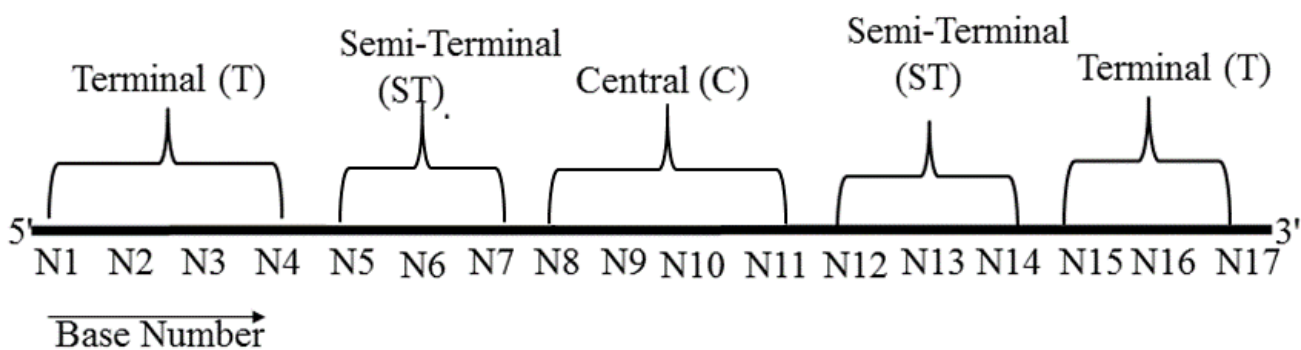 Semi-Terminal
(ST).
Semi-Terminal
(ST)
Terminal (T)
Central (C)
Terminal (T)
5' 3'
N1 N2 N3 N4 N5 N6 N7 N8 N9 N10 N11 N12 N13 N14 N15 N16 N17
Base Number